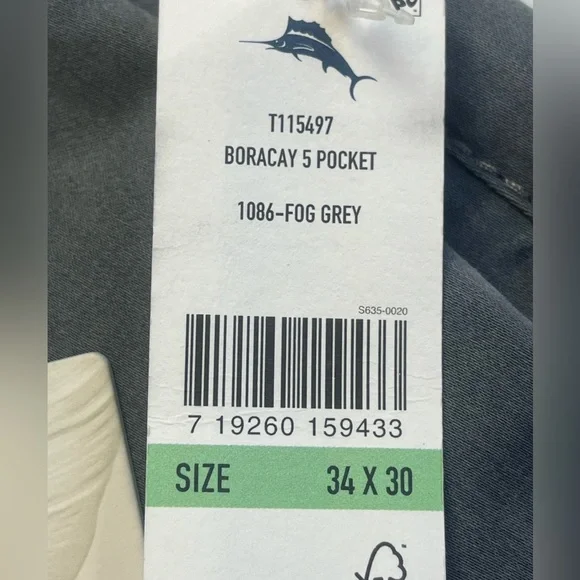 T115497
BORACAY 5 POCKET
1086-FOG GREY
S635-0020
7 19260 159433
SIZE 34 X 30